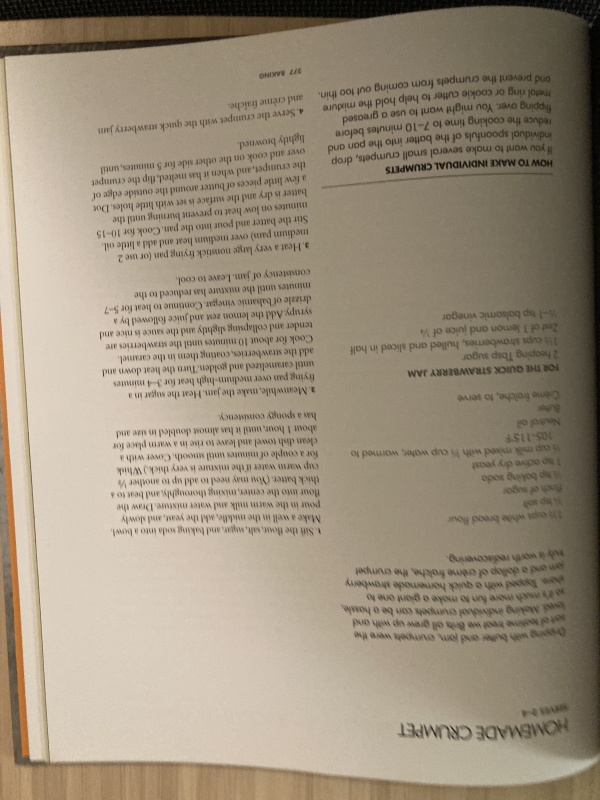 HOMEMADE CRUMPET
SERVES 2–4
Dripping with butter and jam, crumpets were the
sort of teatime treat we Brits all grew up with and
loved. Making individual crumpets can be a hassle,
so it's much more fun to make a giant one to
share. Topped with a quick homemade strawberry
jam and a dollop of crème fraîche, the crumpet
truly is worth rediscovering.
cups white bread flour
tsp salt
Pinch of sugar
tsp baking soda
1 tsp active dry yeast
cup milk mixed with cup water, warmed to
105–115°F
Neutral oil
Butter
Crème fraîche, to serve
FOR THE QUICK STRAWBERRY JAM
2 heaping Tbsp sugar
cups strawberries, hulled and sliced in half
Zest of 1 lemon and juice of
½–1 tsp balsamic vinegar
HOW TO MAKE INDIVIDUAL CRUMPETS
If you want to make several small crumpets, drop
individual spoonfuls of the batter into the pan and
reduce the cooking time to 7–10 minutes before
flipping over. You might want to use a greased
metal ring or cookie cutter to help hold the mixture
and prevent the crumpets from coming out too thin.
1. Sift the flour, salt, sugar, and baking soda into a bowl.
Make a well in the middle, add the yeast, and slowly
pour in the warm milk and water mixture. Draw the
flour into the center, mixing thoroughly, and beat to a
thick batter. (You may need to add up to another
cup warm water if the mixture is very thick.) Whisk
for a couple of minutes until smooth. Cover with a
clean dish towel and leave to rise in a warm place for
about 1 hour, until it has almost doubled in size and
has a spongy consistency.
2. Meanwhile, make the jam. Heat the sugar in a
frying pan over medium-high heat for 3–4 minutes
until caramelized and golden. Turn the heat down and
add the strawberries, coating them in the caramel.
Cook for about 10 minutes until the strawberries are
tender and collapsing slightly and the sauce is nice and
syrupy. Add the lemon zest and juice followed by a
drizzle of balsamic vinegar. Continue to heat for 5–7
minutes until the mixture has reduced to the
consistency of jam. Leave to cool.
3. Heat a very large nonstick frying pan (or use 2
medium pans) over medium heat and add a little oil.
Stir the batter and pour into the pan. Cook for 10–15
minutes on low heat to prevent burning until the
batter is dry and the surface is set with little holes. Dot
a few little pieces of butter around the outside edge of
the crumpet, and when it has melted, flip the crumpet
over and cook on the other side for 5 minutes, until
lightly browned.
4. Serve the crumpet with the quick strawberry jam
and crème fraîche.
277 BAKING